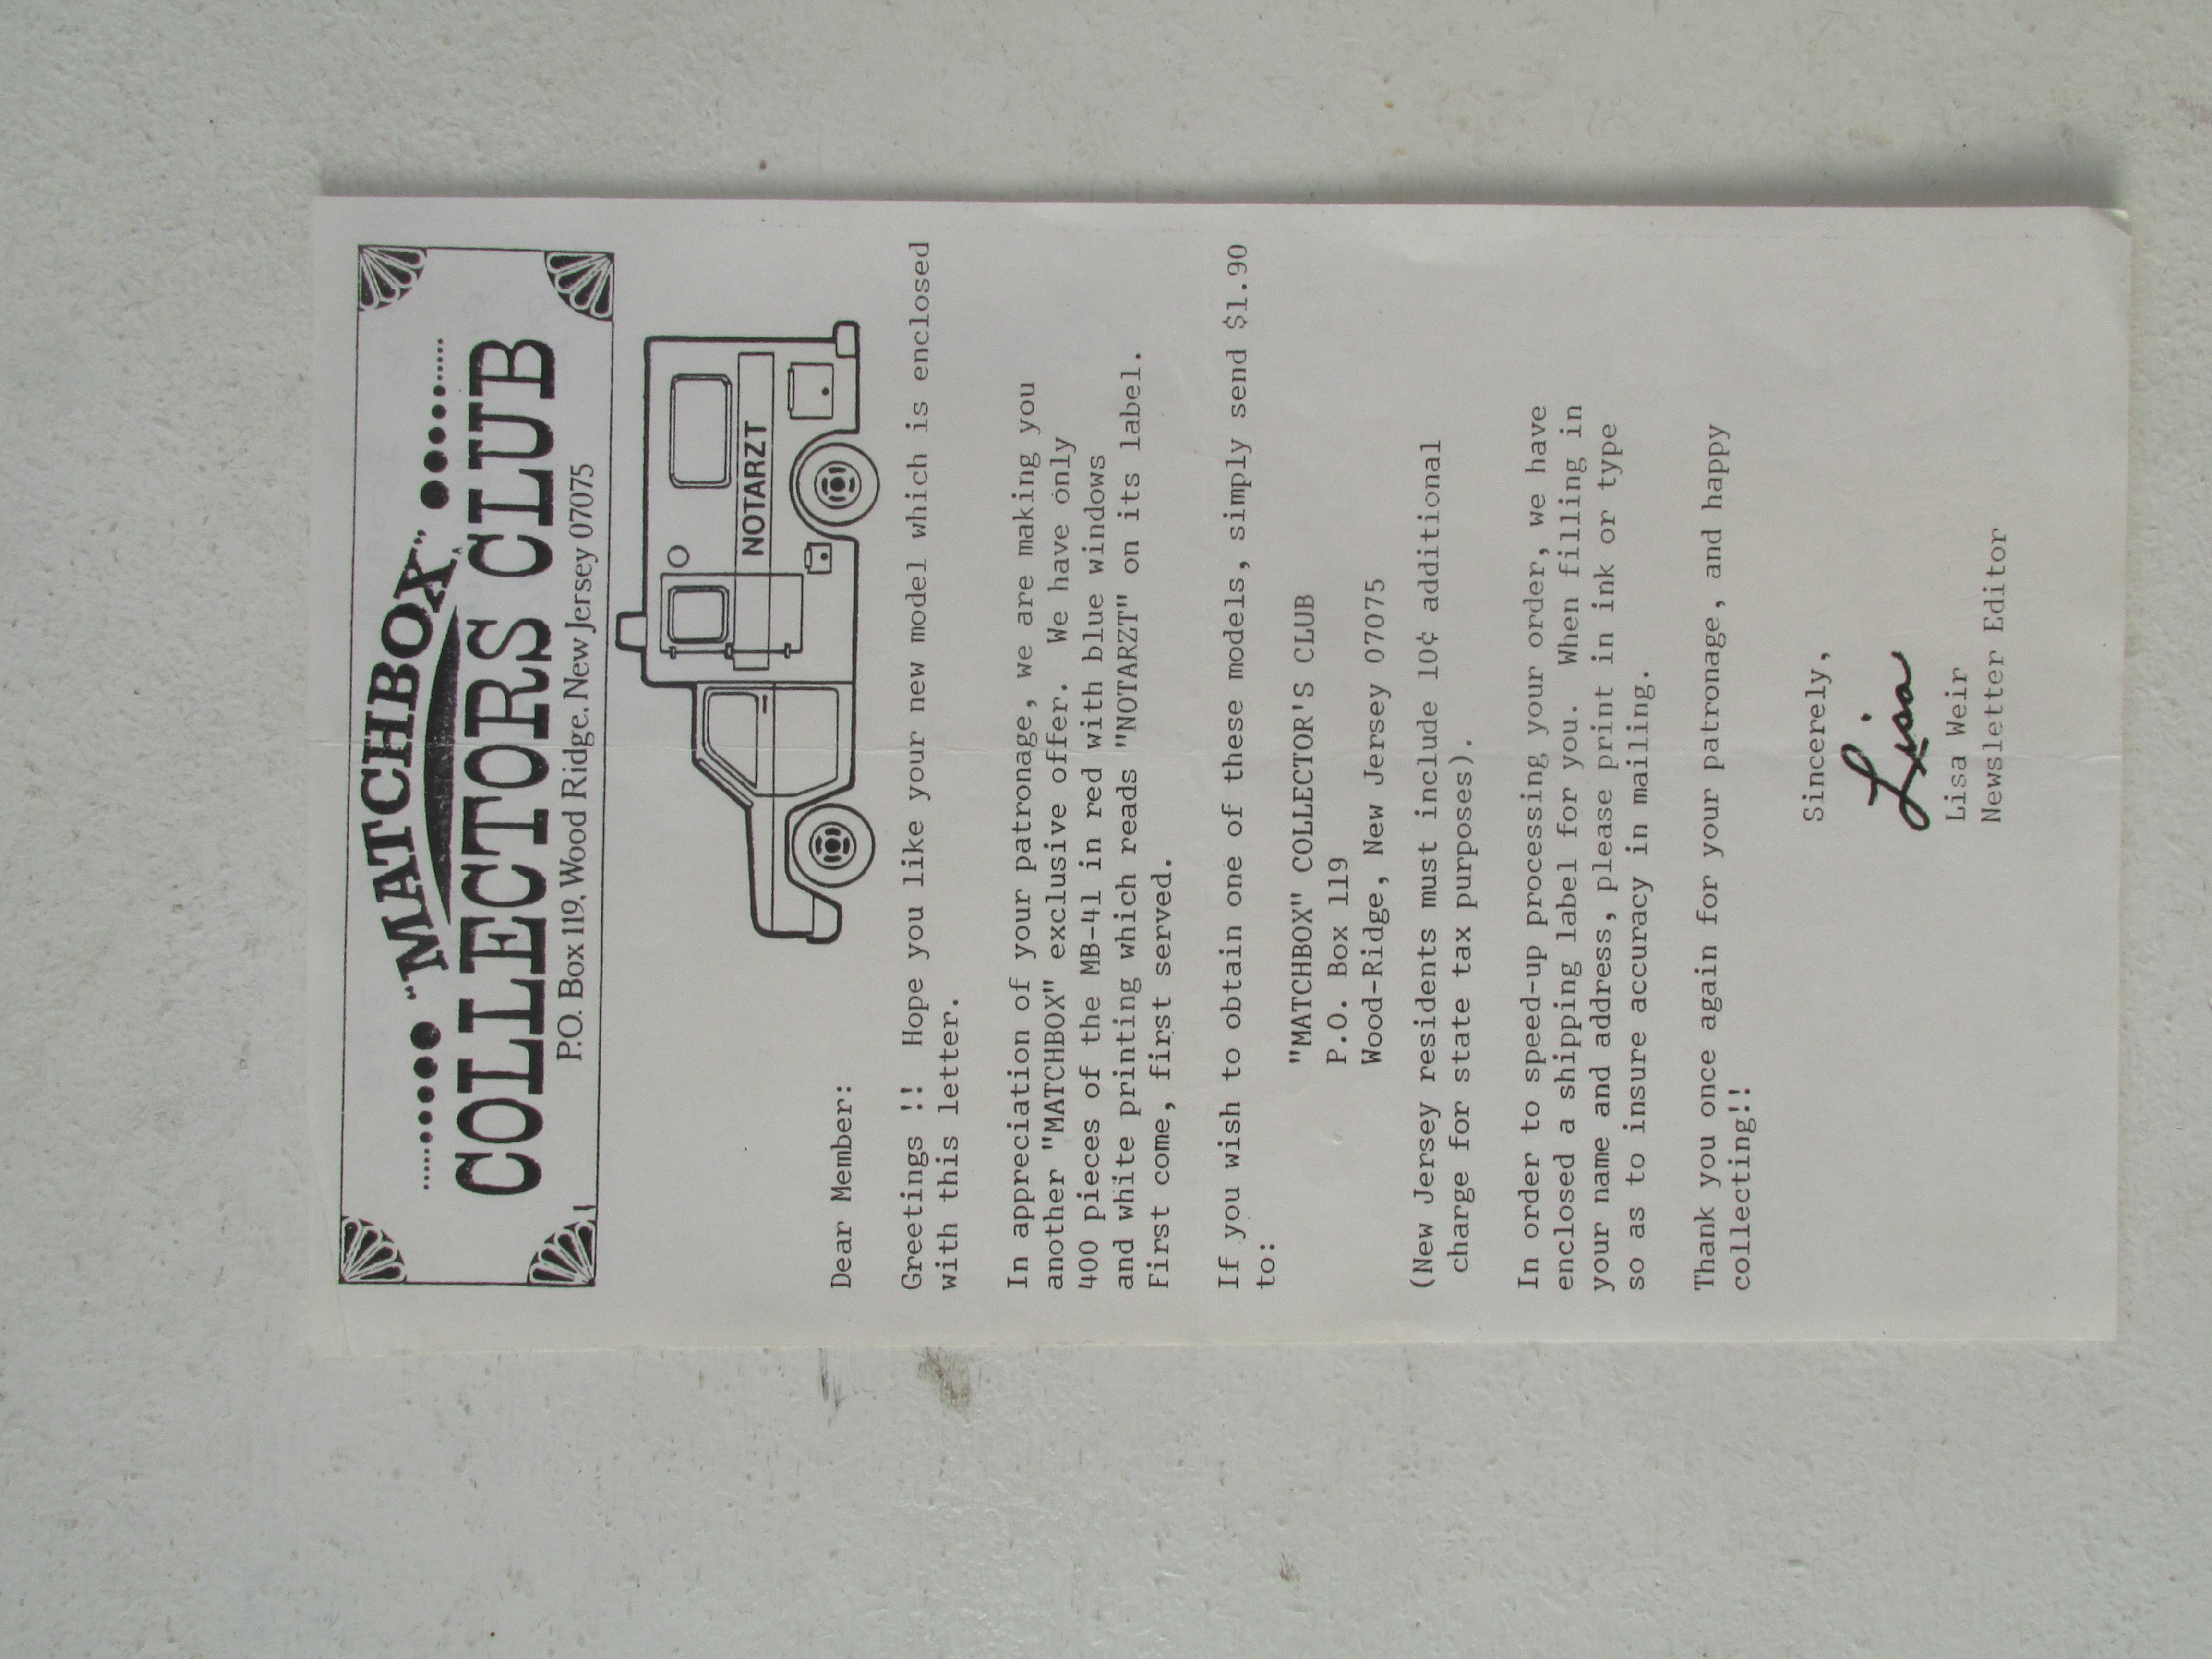 "MATCHBOX"
COLLECTORS CLUB
P.O. Box 119, Wood Ridge. New Jersey 07075
NOTARZT
Dear Member:
Greetings !! Hope you like your new model which is enclosed
with this letter.
In appreciation of your patronage, we are making you
another "MATCHBOX" exclusive offer. We have only
400 pieces of the MB-41 in red with blue windows
and white printing which reads "NOTARZT" on its label.
First come, first served.
If you wish to obtain one of these models, simply send $1.90
to:
"MATCHBOX" COLLECTOR'S CLUB
P.O. Box 119
Wood-Ridge, New Jersey 07075
(New Jersey residents must include 10¢ additional
charge for state tax purposes).
In order to speed-up processing your order, we have
enclosed a shipping label for you. When filling in
your name and address, please print in ink or type
so as to insure accuracy in mailing.
Thank you once again for your patronage, and happy
collecting!!
Sincerely,
Lisa
Lisa Weir
Newsletter Editor